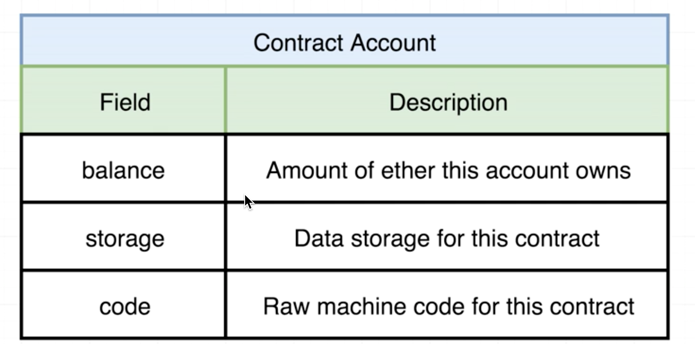 Contract Account
Field Description
balance Amount of ether this account owns
storage Data storage for this contract
code Raw machine code for this contract